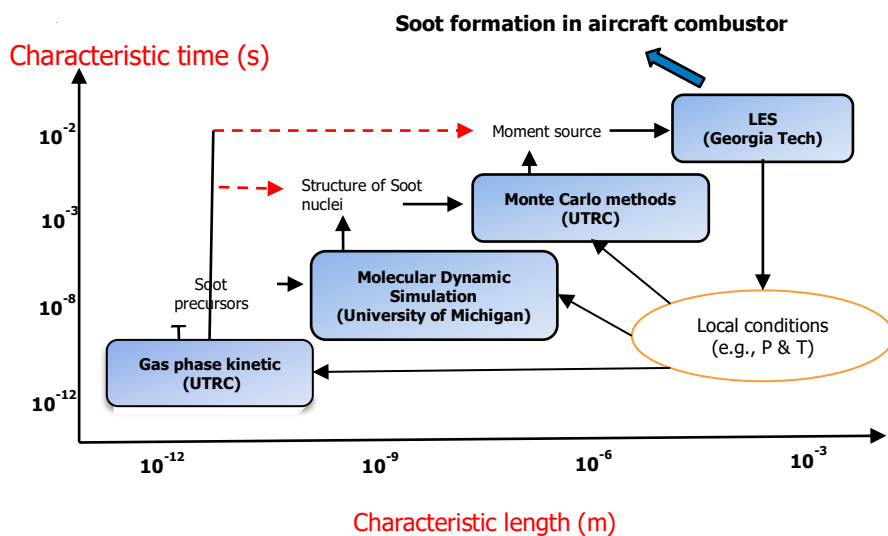 Soot formation in aircraft combustor
Characteristic time (s)
LES
(Georgia Tech)
10-2
Moment source
Structure of Soot
nuclei
Monte Carlo methods
(UTRC)
10-3
Molecular Dynamic
Simulation
(University of Michigan)
Soot
precursors
10-8
Local conditions
(e.g., P & T)
Gas phase kinetic
(UTRC)
10-12
10-12
10-9
10-6
10-3
Characteristic length (m)